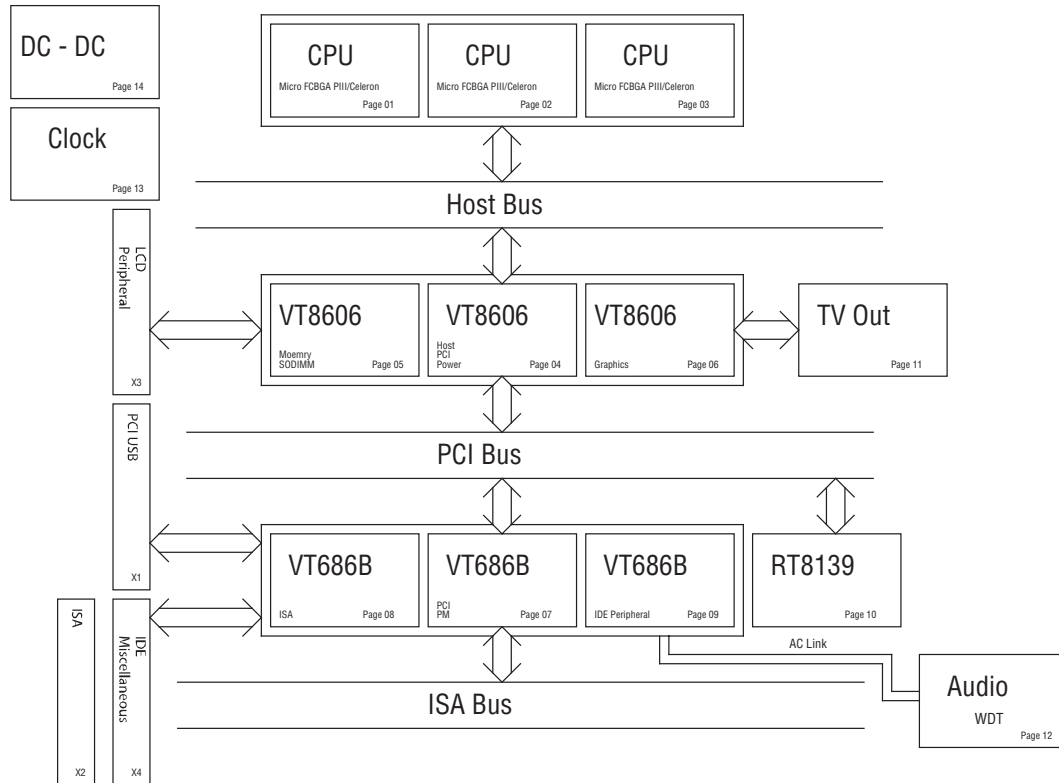 DC - DC
Page 14
Clock
Page 13
CPU
Micro FCBGA PIII/Celeron
Page 01
CPU
Micro FCBGA PIII/Celeron
Page 02
CPU
Micro FCBGA PIII/Celeron
Page 03
Host Bus
LCD
Peripheral
X3
VT8606
Moemry
SODIMM
Page 05
VT8606
Host
PCI
Power
Page 04
VT8606
Graphics
Page 06
TV Out
Page 11
PCI Bus
PCI USB
X1
VT686B
ISA
Page 08
VT686B
PCI
PM
Page 07
VT686B
IDE Peripheral
Page 09
RT8139
Page 10
ISA
X2
IDE
Miscellaneous
X4
AC Link
ISA Bus
Audio
WDT
Page 12